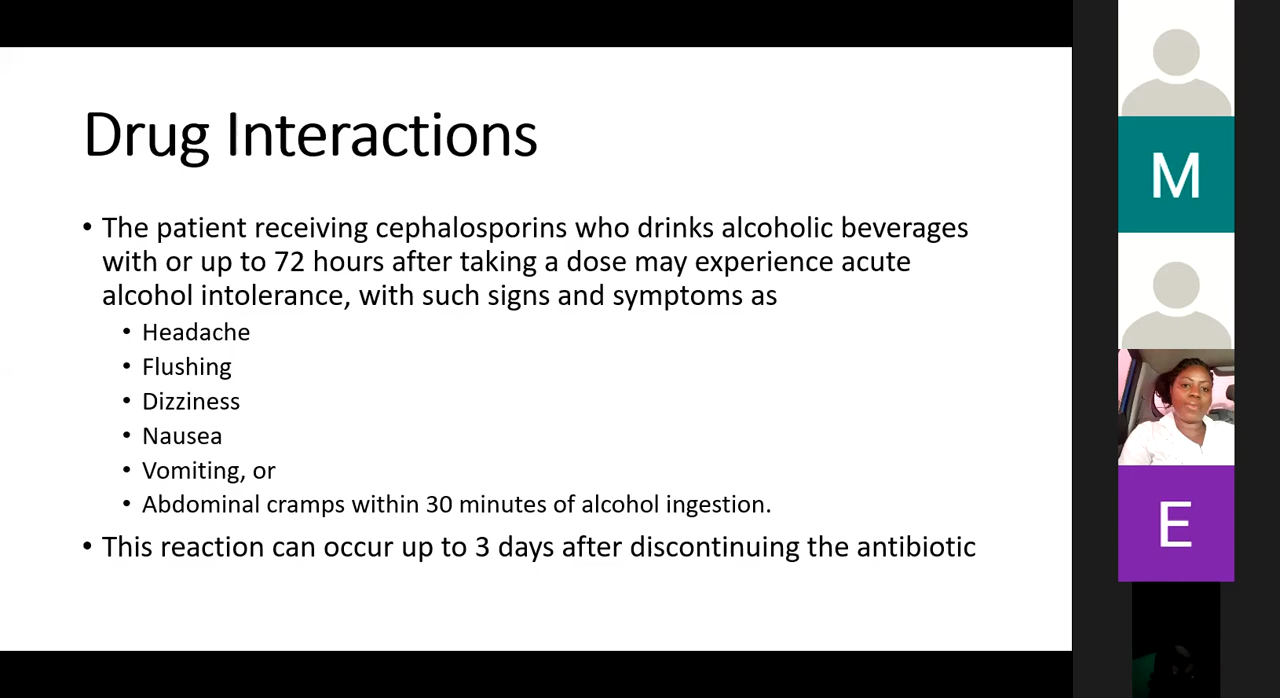 Drug Interactions
• The patient receiving cephalosporins who drinks alcoholic beverages
with or up to 72 hours after taking a dose may experience acute
alcohol intolerance, with such signs and symptoms as
• Headache
• Flushing
• Dizziness
• Nausea
• Vomiting, or
• Abdominal cramps within 30 minutes of alcohol ingestion.
• This reaction can occur up to 3 days after discontinuing the antibiotic
M
E